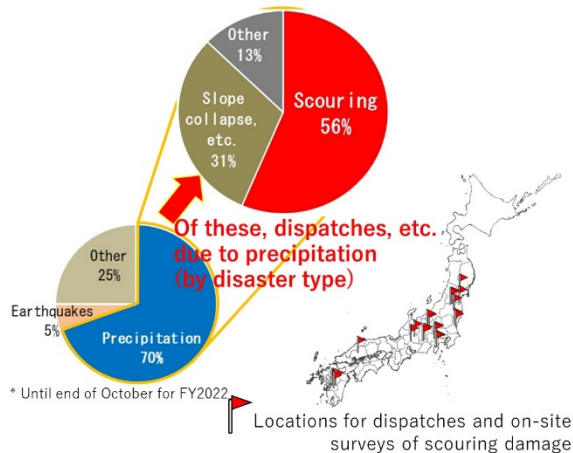 Other
13%
Scouring
56%
Slope
collapse,
etc.
31%
Of these, dispatches, etc.
due to precipitation
(by disaster type)
Other
25%
Earthquakes
5%
Precipitation
70%
* Until end of October for FY2022
Locations for dispatches and on-site
surveys of scouring damage